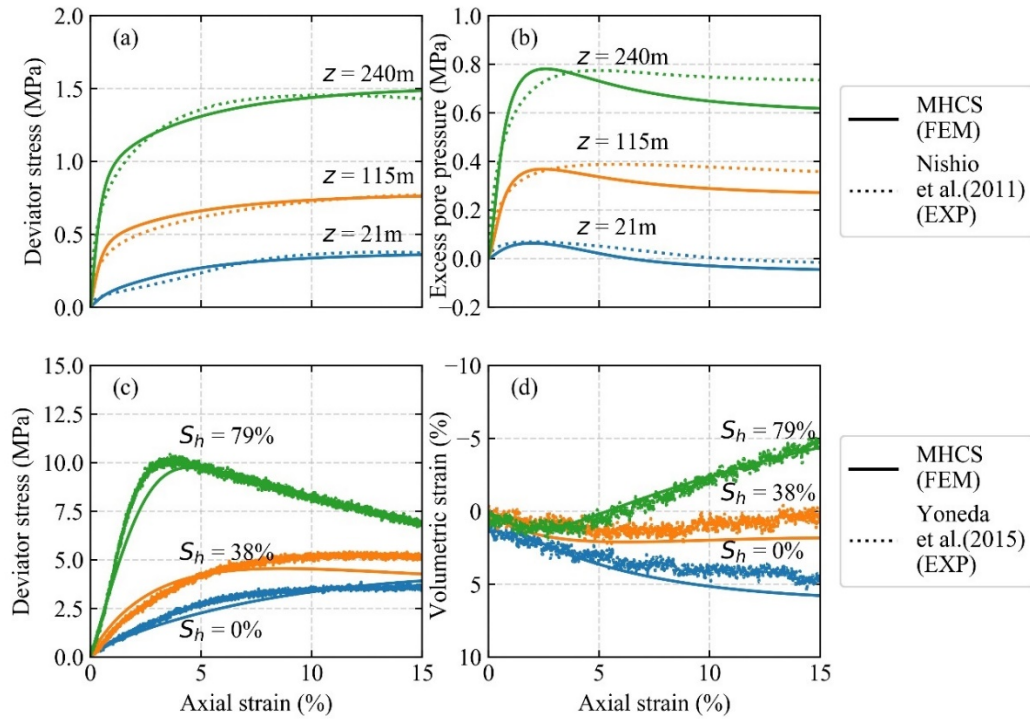 (a)
Deviator stress (MPa)
2.0
1.5
1.0
0.5
0.0
z = 240m
z = 115m
z = 21m
(b)
Excess pore pressure (MPa)
0.8
0.6
0.4
0.2
0.0
−0.2
z = 240m
z = 115m
z = 21m
MHCS
(FEM)
Nishio
et al.(2011)
(EXP)
(c)
Deviator stress (MPa)
15.0
12.5
10.0
7.5
5.0
2.5
0.0
Sh = 79%
Sh = 38%
Sh = 0%
0 5 10 15
Axial strain (%)
(d)
Volumetric strain (%)
−10
−5
0
5
10
Sh = 79%
Sh = 38%
Sh = 0%
0 5 10 15
Axial strain (%)
MHCS
(FEM)
Yoneda
et al.(2015)
(EXP)